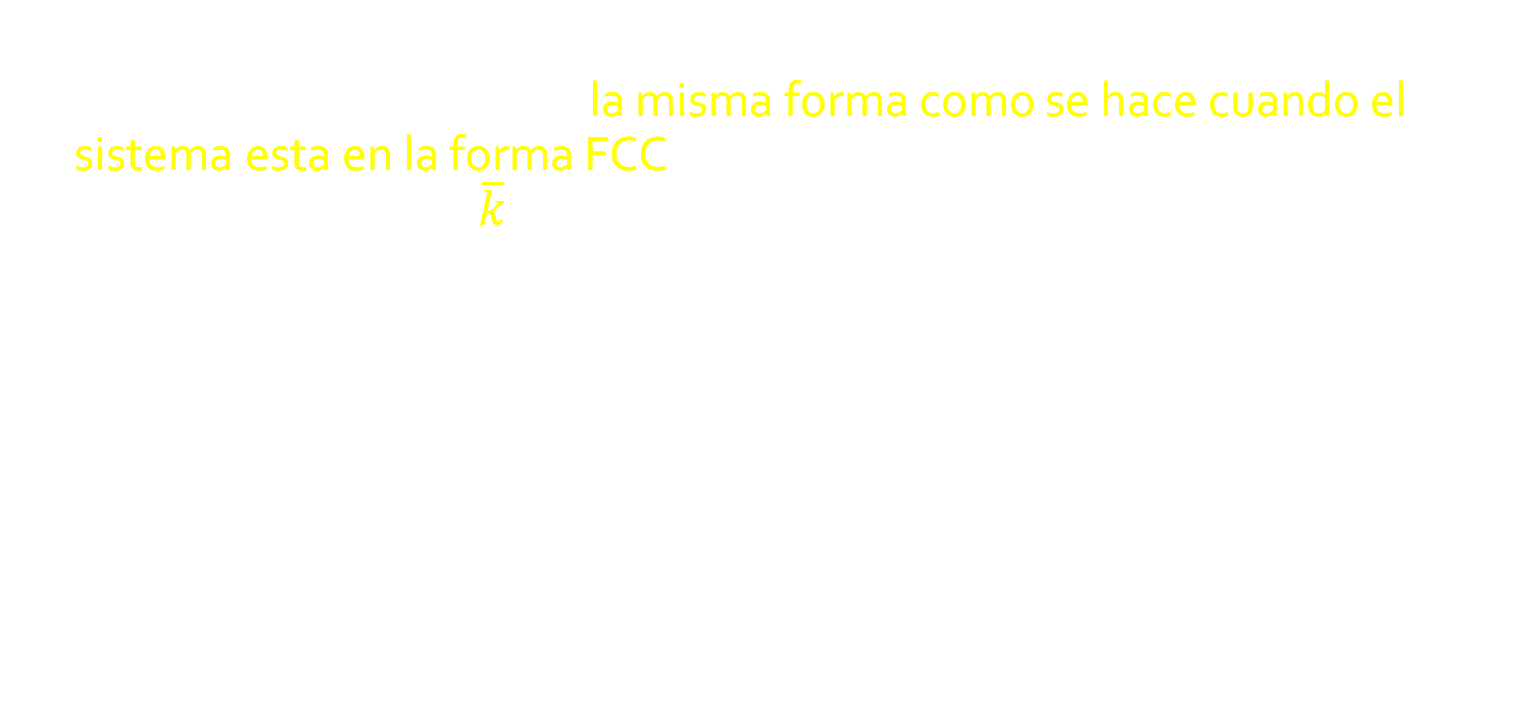 la misma forma como se hace cuando el
sistema esta en la forma FCC
k̄